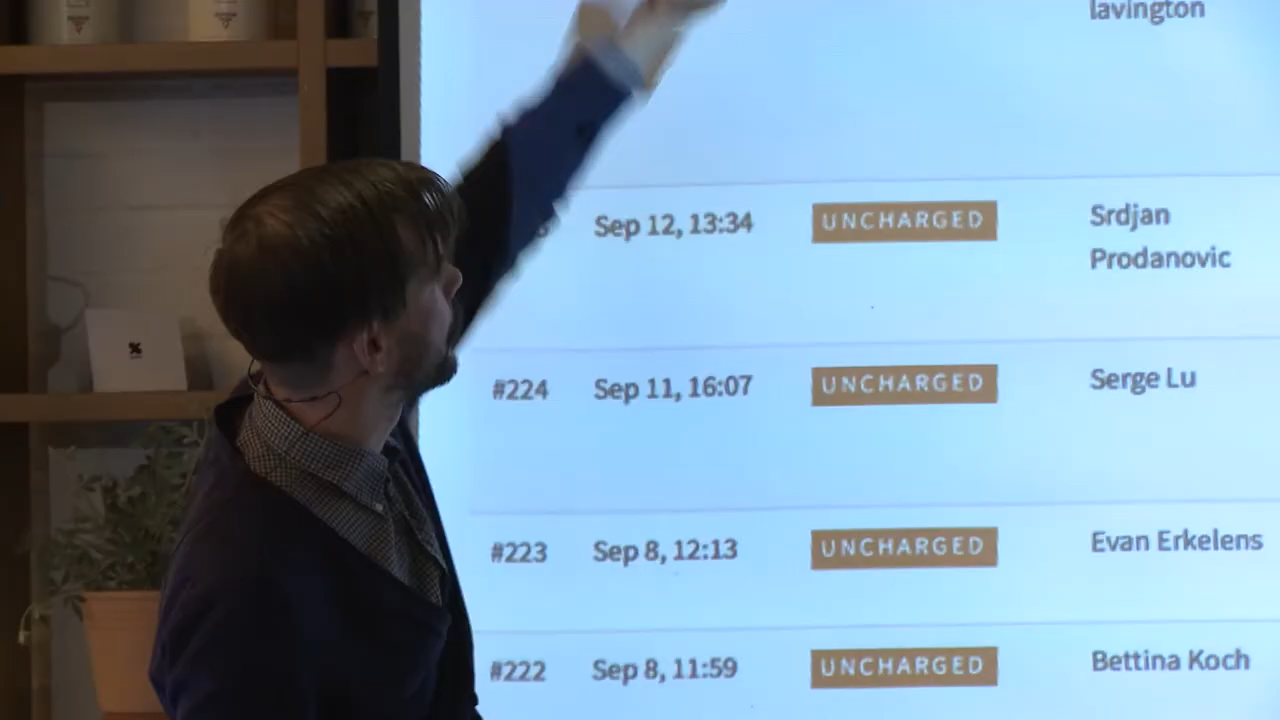 lavington
Sep 12, 13:34 UNCHARGED Srdjan
Prodanovic
#224 Sep 11, 16:07 UNCHARGED Serge Lu
#223 Sep 8, 12:13 UNCHARGED Evan Erkelens
#222 Sep 8, 11:59 UNCHARGED Bettina Koch